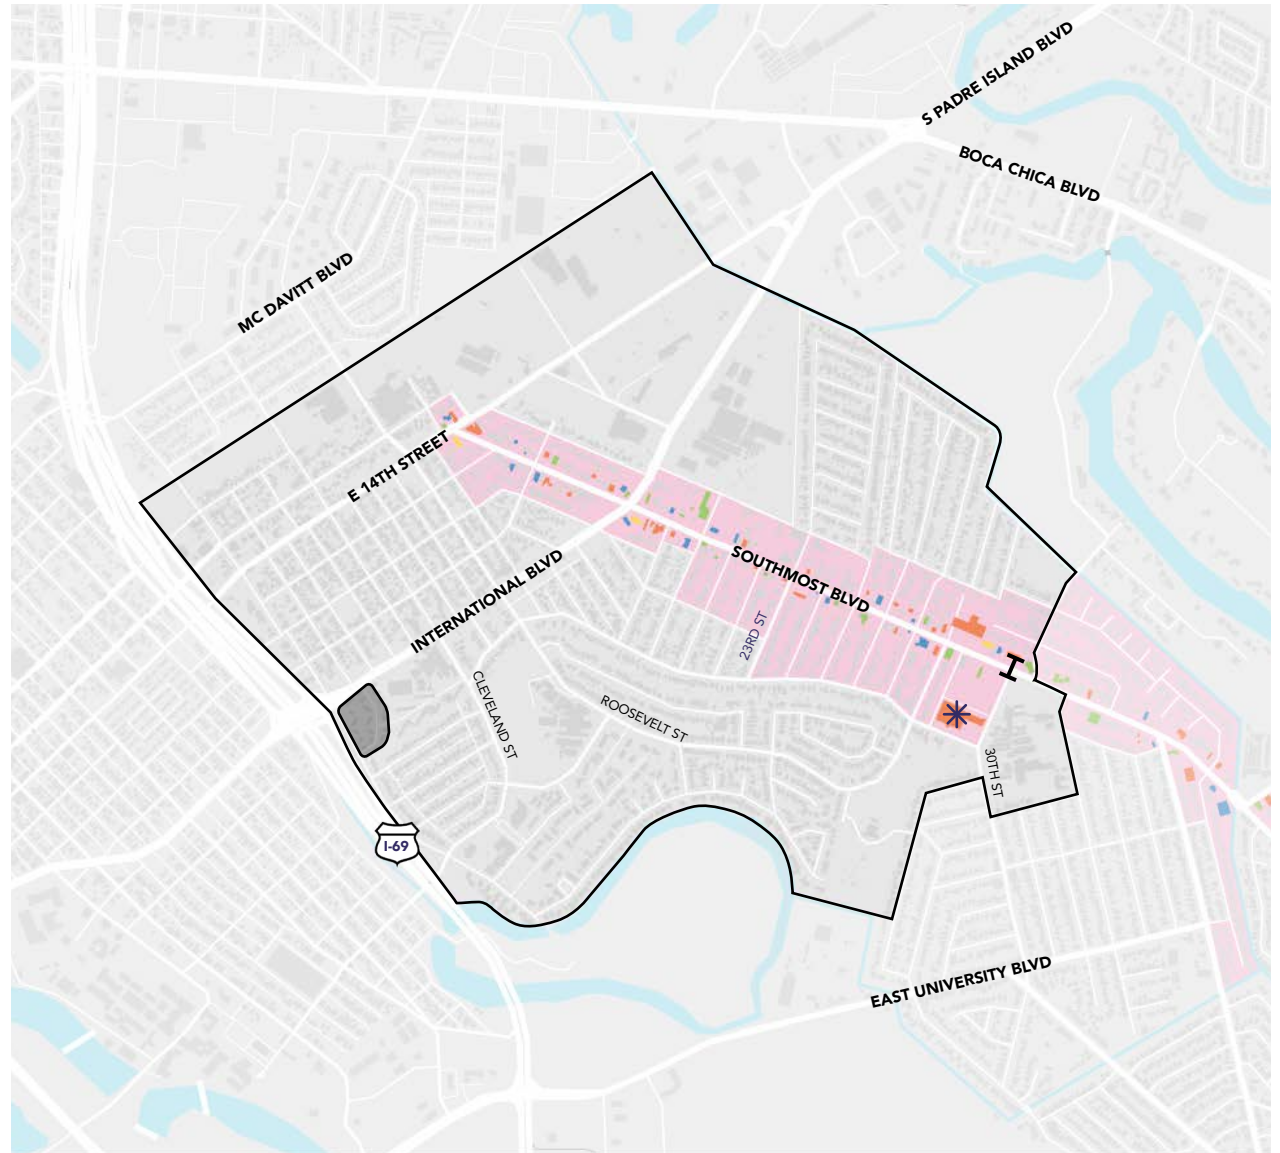 S PADRE ISLAND BLVD
BOCA CHICA BLVD
MC DAVITT BLVD
E 14TH STREET
SOUTHMOST BLVD
INTERNATIONAL BLVD
23RD ST
CLEVELAND ST
ROOSEVELT ST
30TH ST
I-69
EAST UNIVERSITY BLVD